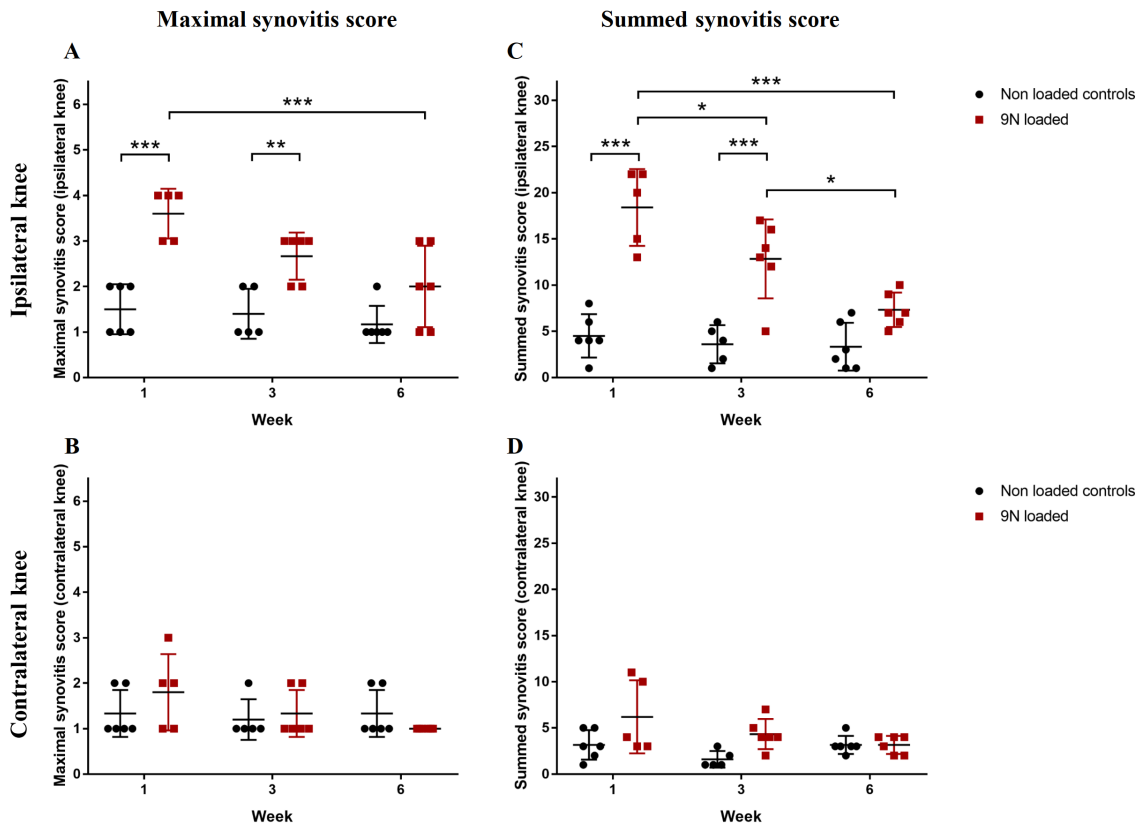 Maximal synovitis score
Summed synovitis score
Ipsilateral knee
Contralateral knee
A
Maximal synovitis score (ipsilateral knee)
6
5
4
3
2
1
0
***
***
**
1
3
6
Week
C
Summed synovitis score (ipsilateral knee)
30
25
20
15
10
5
0
***
*
***
***
*
1
3
6
Week
Non loaded controls
9N loaded
B
Maximal synovitis score (contralateral knee)
6
5
4
3
2
1
0
1
3
6
Week
D
Summed synovitis score (contralateral knee)
30
25
20
15
10
5
0
1
3
6
Week
Non loaded controls
9N loaded